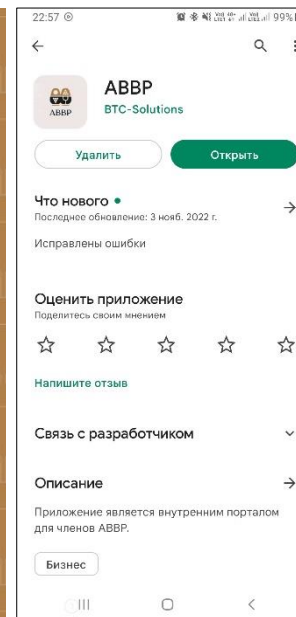 22:57
99%
ABBP
ABBP
BTC-Solutions
Удалить
Открыть
Что нового •
Последнее обновление: 3 нояб. 2022 г.
Исправлены ошибки
Оценить приложение
Поделитесь своим мнением
Напишите отзыв
Связь с разработчиком
Описание
Приложение является внутренним порталом
для членов ABBP.
Бизнес